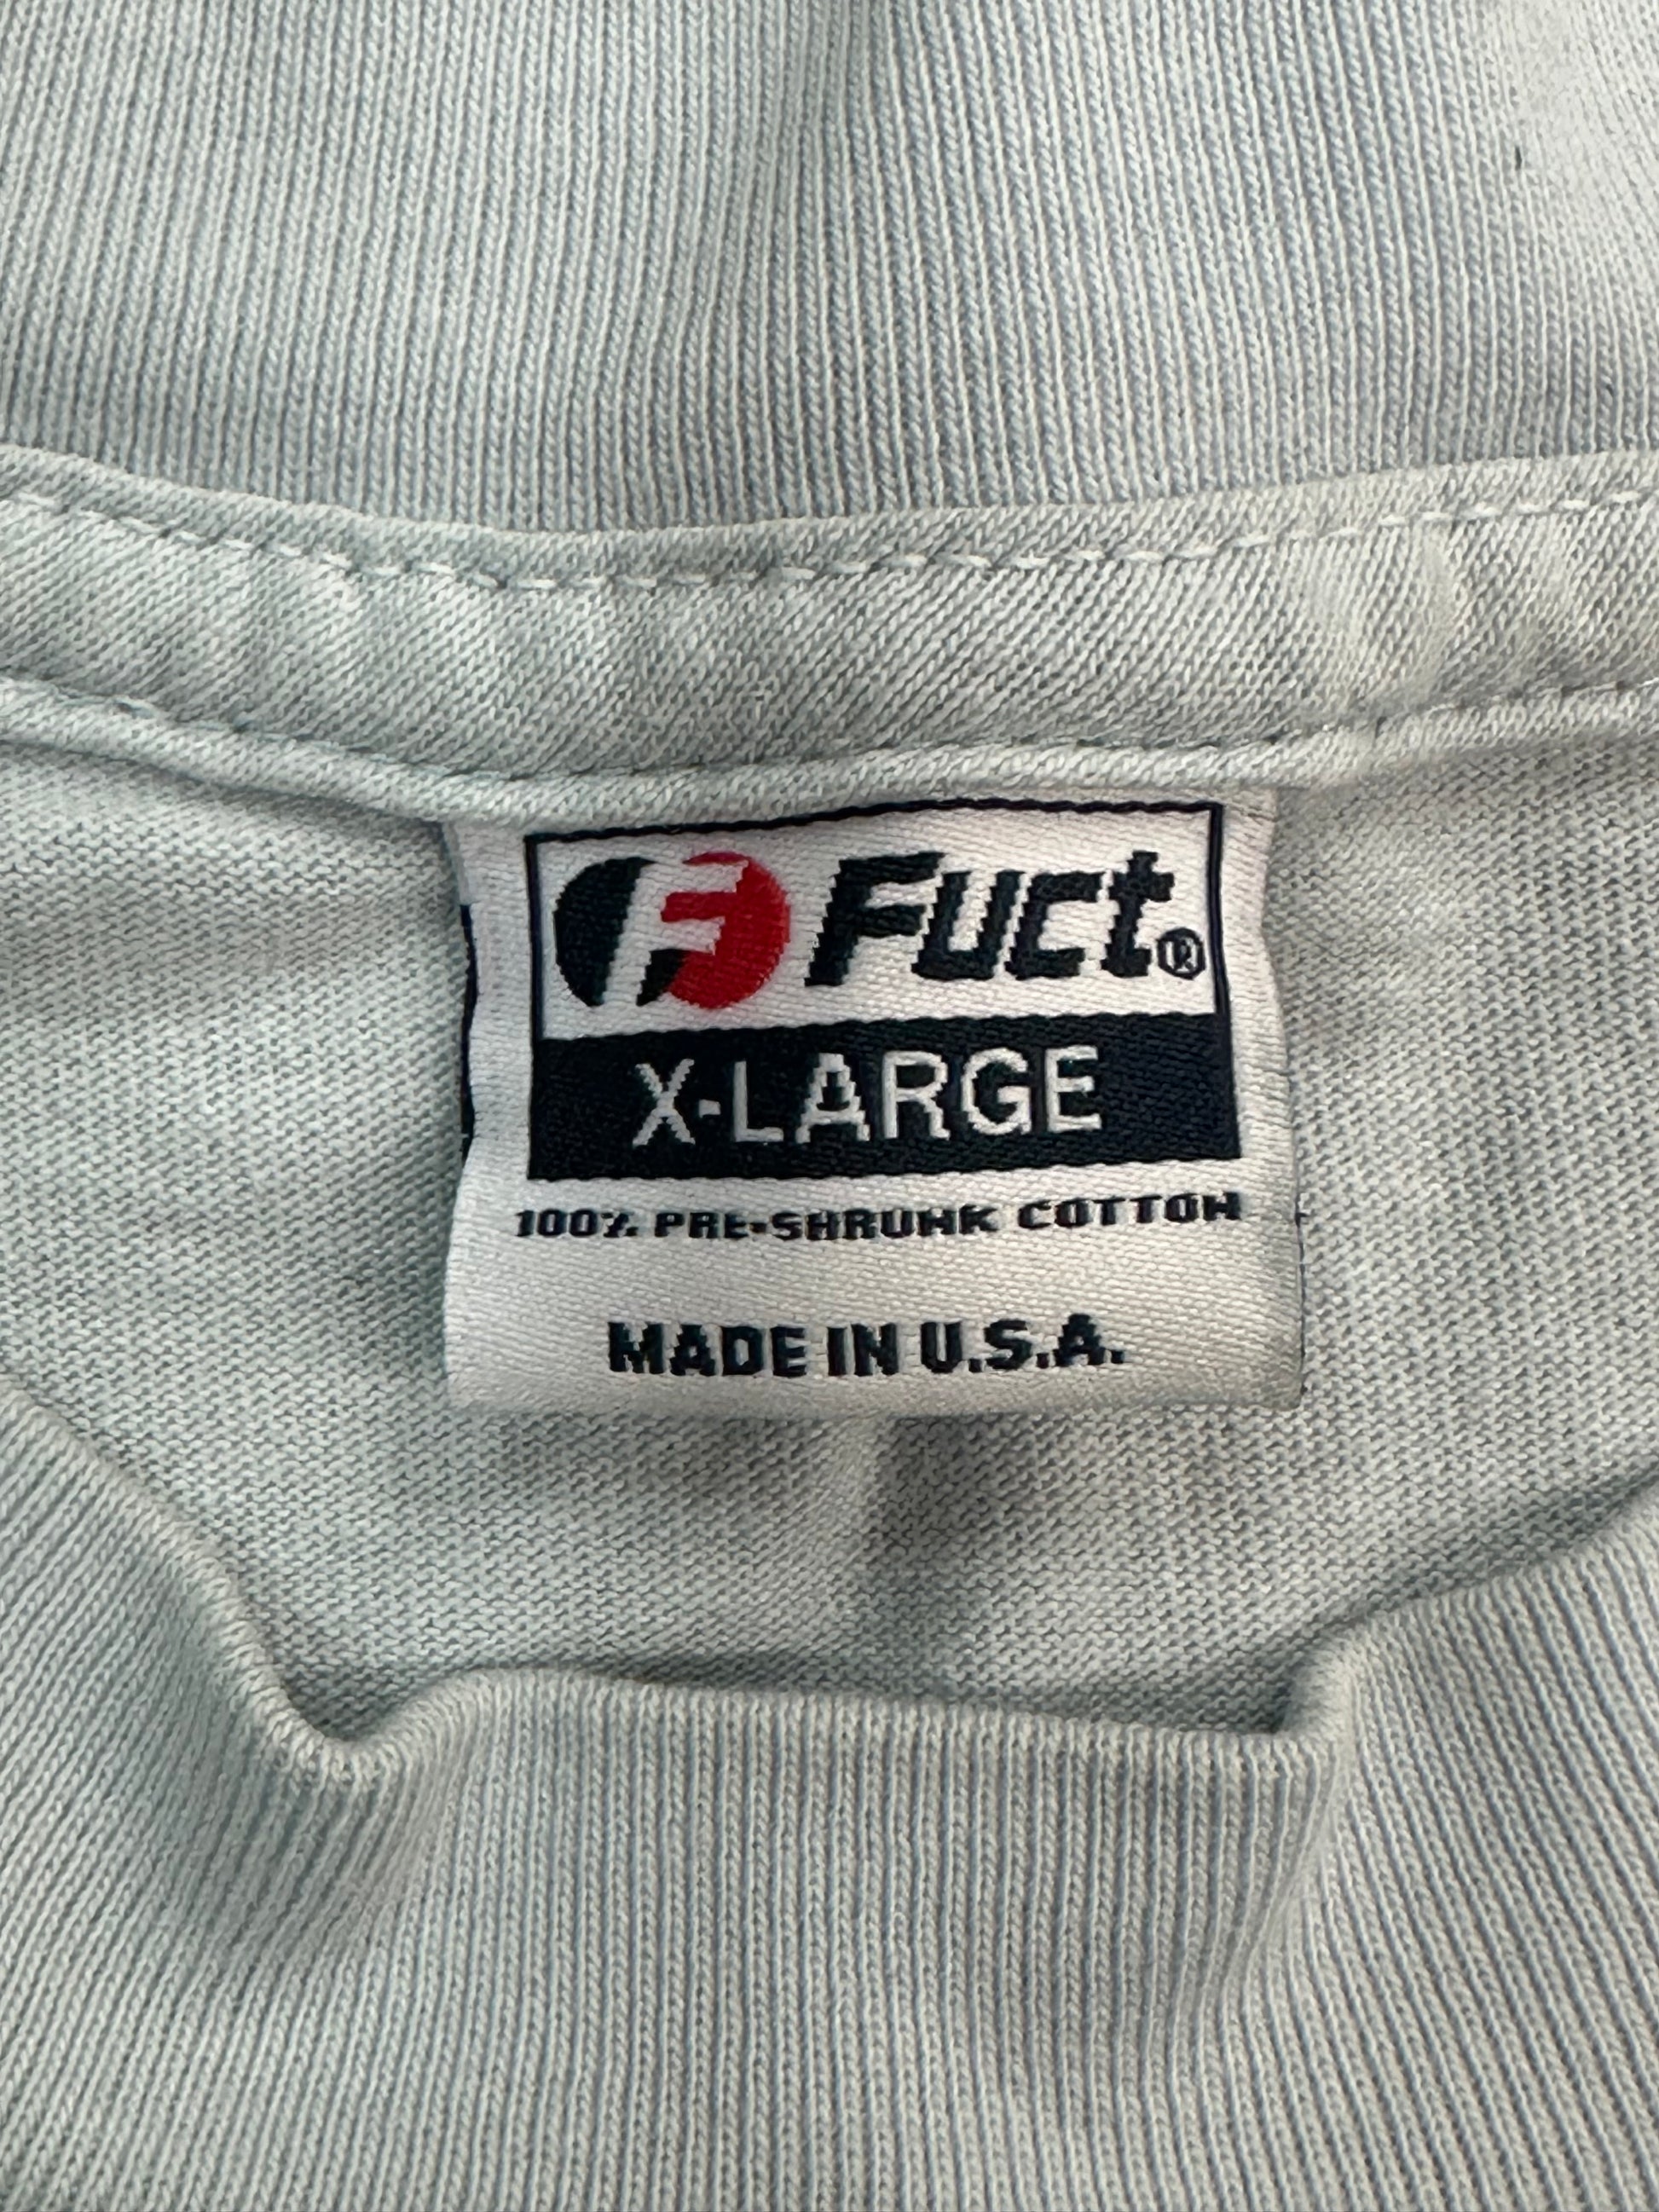 F Fuct®
X-LARGE
100% PRE-SHRUNK COTTON
MADE IN U.S.A.